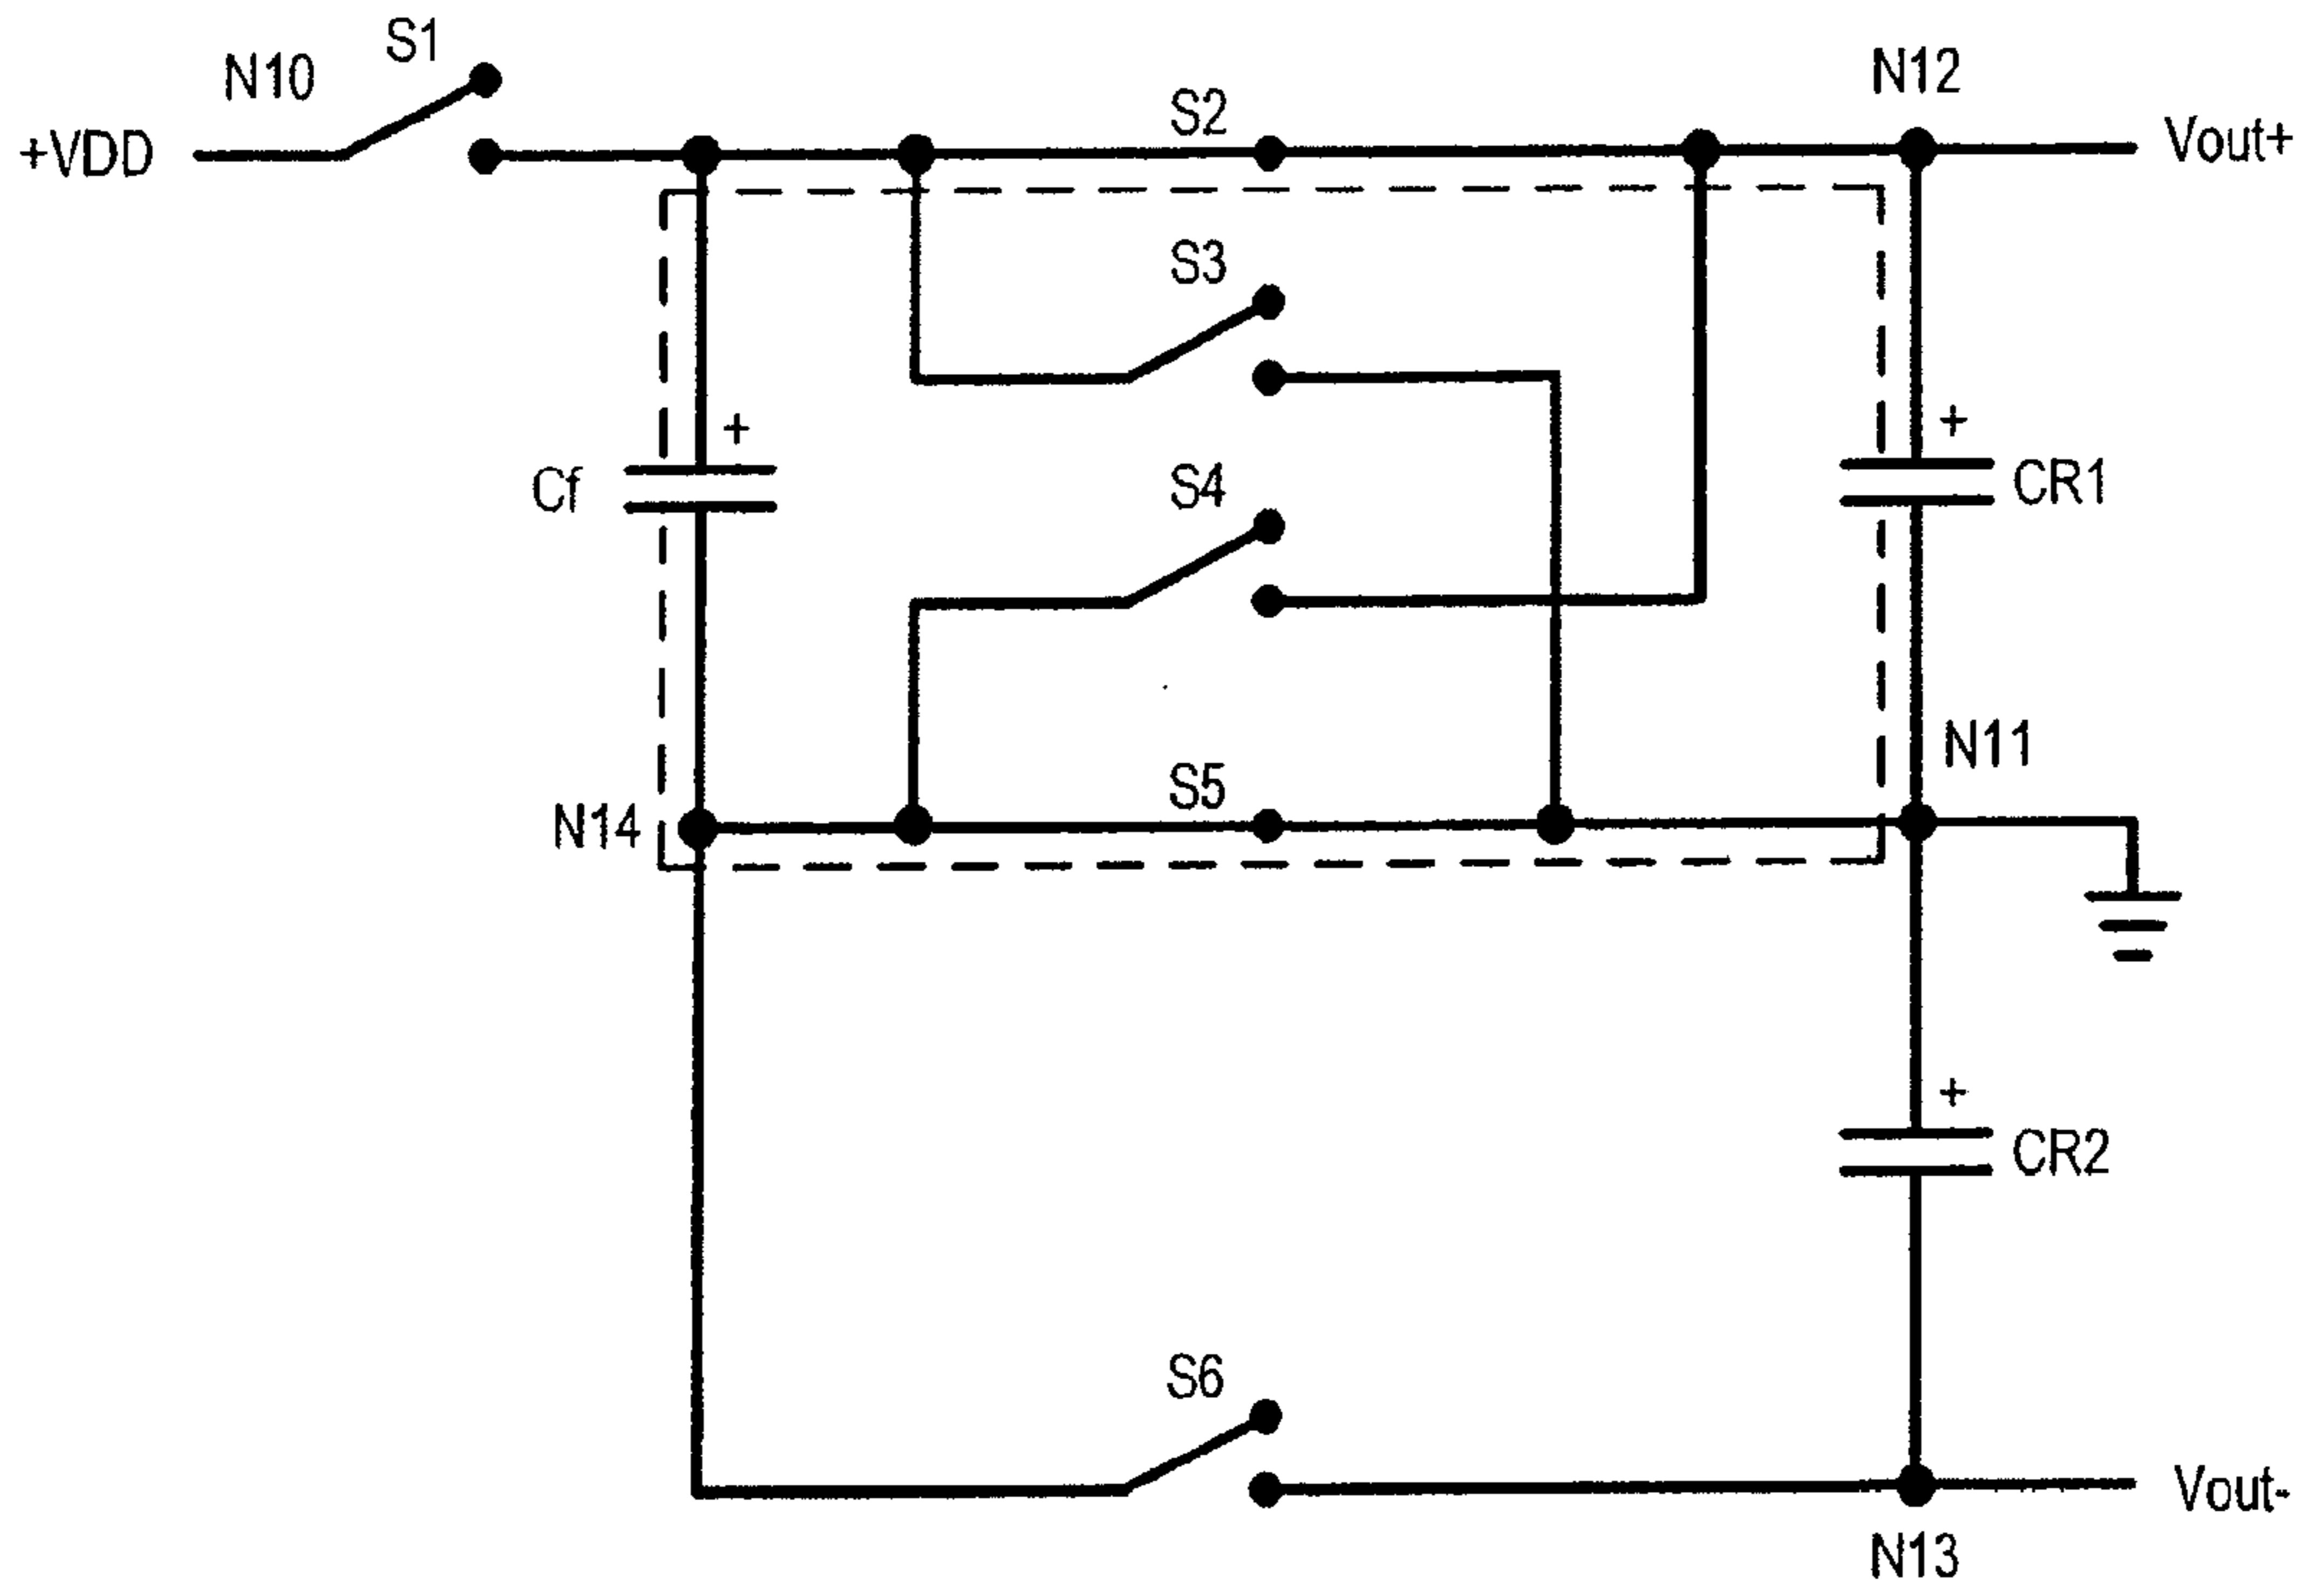 S1
N10
+VDD
S2
N12
Vout+
S3
+
Cf
S4
+
CR1
N11
S5
N14
+
CR2
S6
Vout-
N13